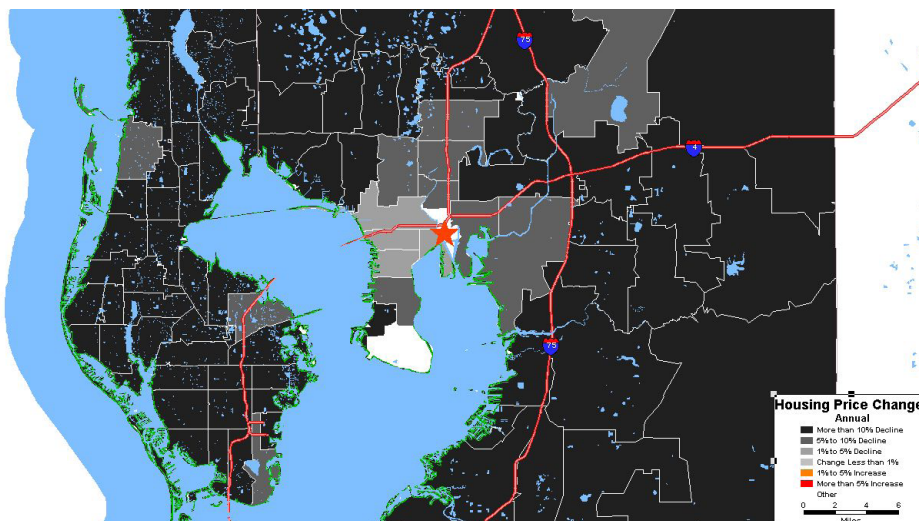 75
4
75
Housing Price Change
Annual
More than 10% Decline
5% to 10% Decline
1% to 5% Decline
Change Less than 1%
1% to 5% Increase
More than 5% Increase
Other
0 2 4 6
Miles